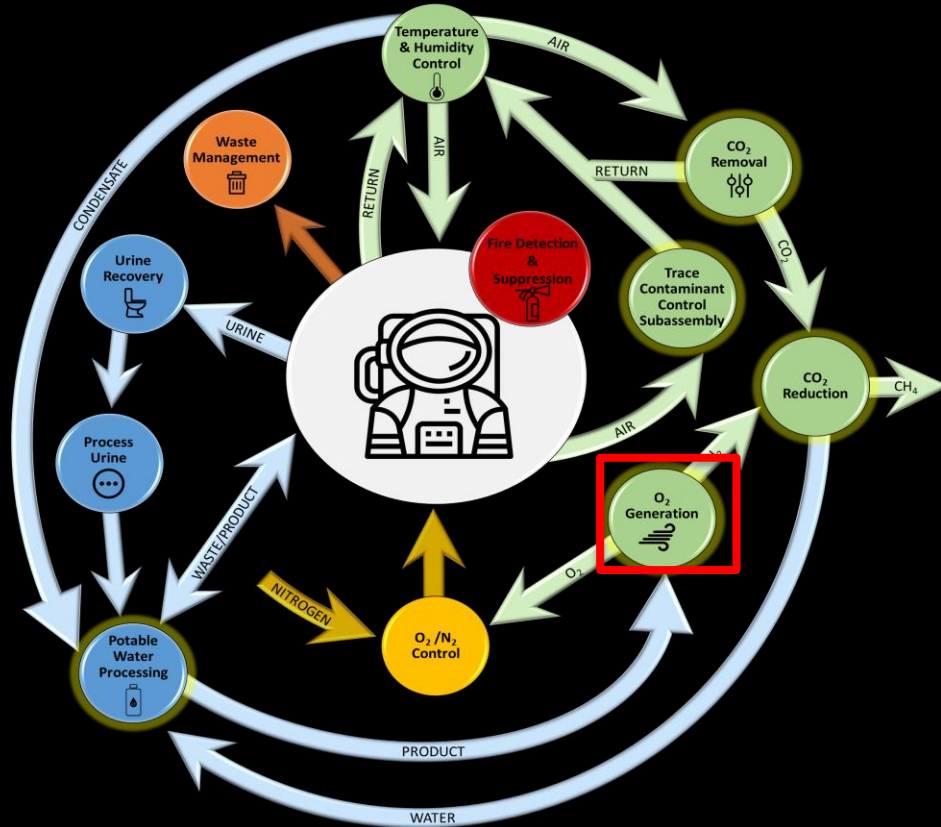 Temperature
& Humidity
Control
AIR
CO₂
Removal
Waste
Management
RETURN
AIR
RETURN
CONDENSATE
Fire Detection
&
Suppression
CO₂
Urine
Recovery
Trace
Contaminant
Control
Subassembly
URINE
CO₂
Reduction
CH₄
AIR
Process
Urine
WASTE/PRODUCT
O₂
Generation
O₂
NITROGEN
O₂ /N₂
Control
Potable
Water
Processing
PRODUCT
WATER